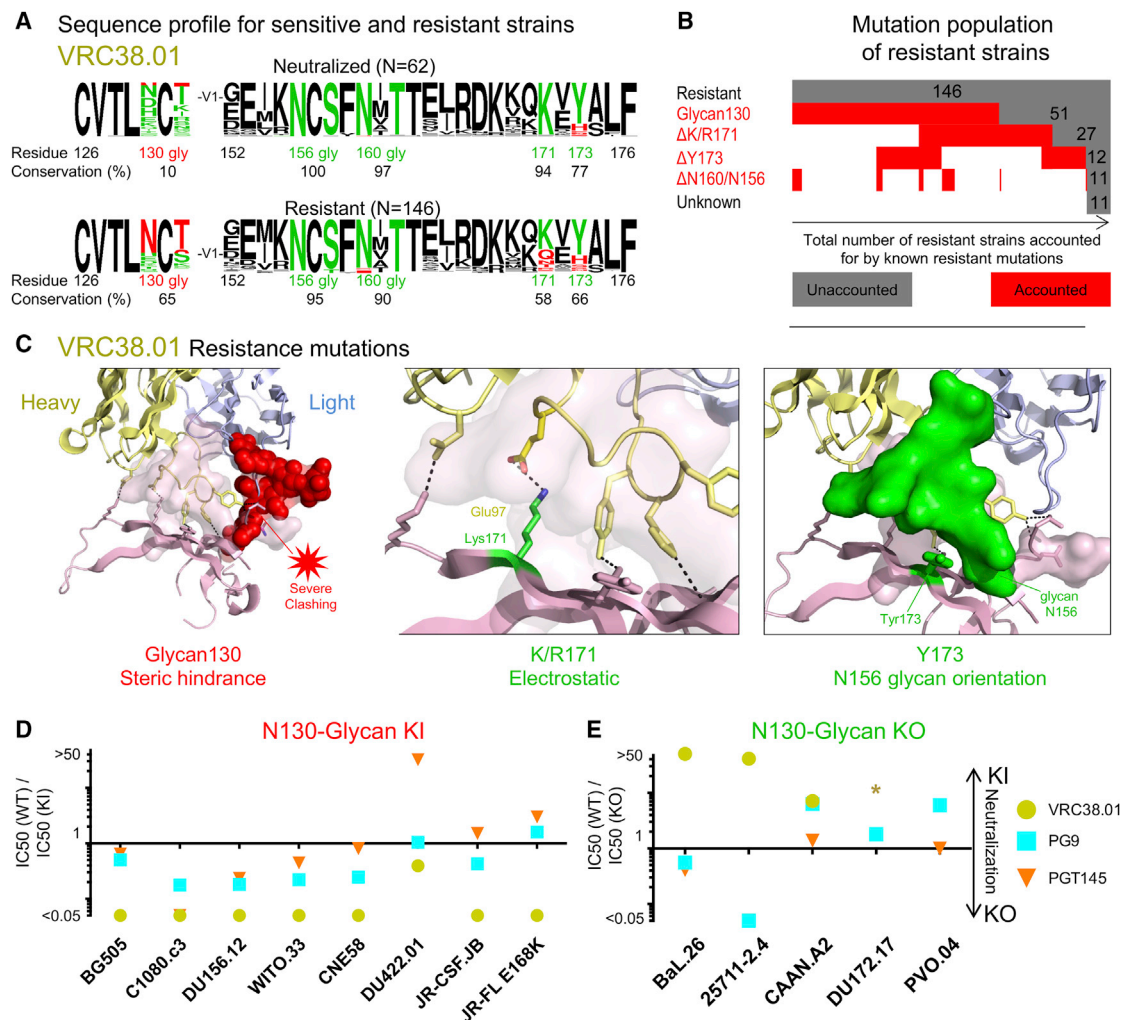 A Sequence profile for sensitive and resistant strains
VRC38.01
Neutralized (N=62)
-V1-
Residue 126 130 gly 152 156 gly 160 gly 171 173 176
Conservation (%) 10 100 97 94 77
Resistant (N=146)
-V1-
Residue 126 130 gly 152 156 gly 160 gly 171 173 176
Conservation (%) 65 95 90 58 66
B Mutation population
of resistant strains
Resistant 146
Glycan130 51
ΔK/R171 27
ΔY173 12
ΔN160/N156 11
Unknown 11
Total number of resistant strains accounted
for by known resistant mutations
Unaccounted Accounted
C VRC38.01 Resistance mutations
Heavy Light
Severe
Clashing
Glycan130
Steric hindrance
Glu97
Lys171
K/R171
Electrostatic
Tyr173
glycan
N156
Y173
N156 glycan orientation
D N130-Glycan KI
IC50 (WT) /
IC50 (KI)
>50
1
<0.05
BG505
C1080.c3
DU156.12
WITO.33
CNE58
DU422.01
JR-CSF.JB
JR-FL E168K
E N130-Glycan KO
IC50 (WT) /
IC50 (KO)
>50
1
<0.05
*
BaL.26
25711-2.4
CAAN.A2
DU172.17
PVO.04
KI
Neutralization
KO
VRC38.01
PG9
PGT145